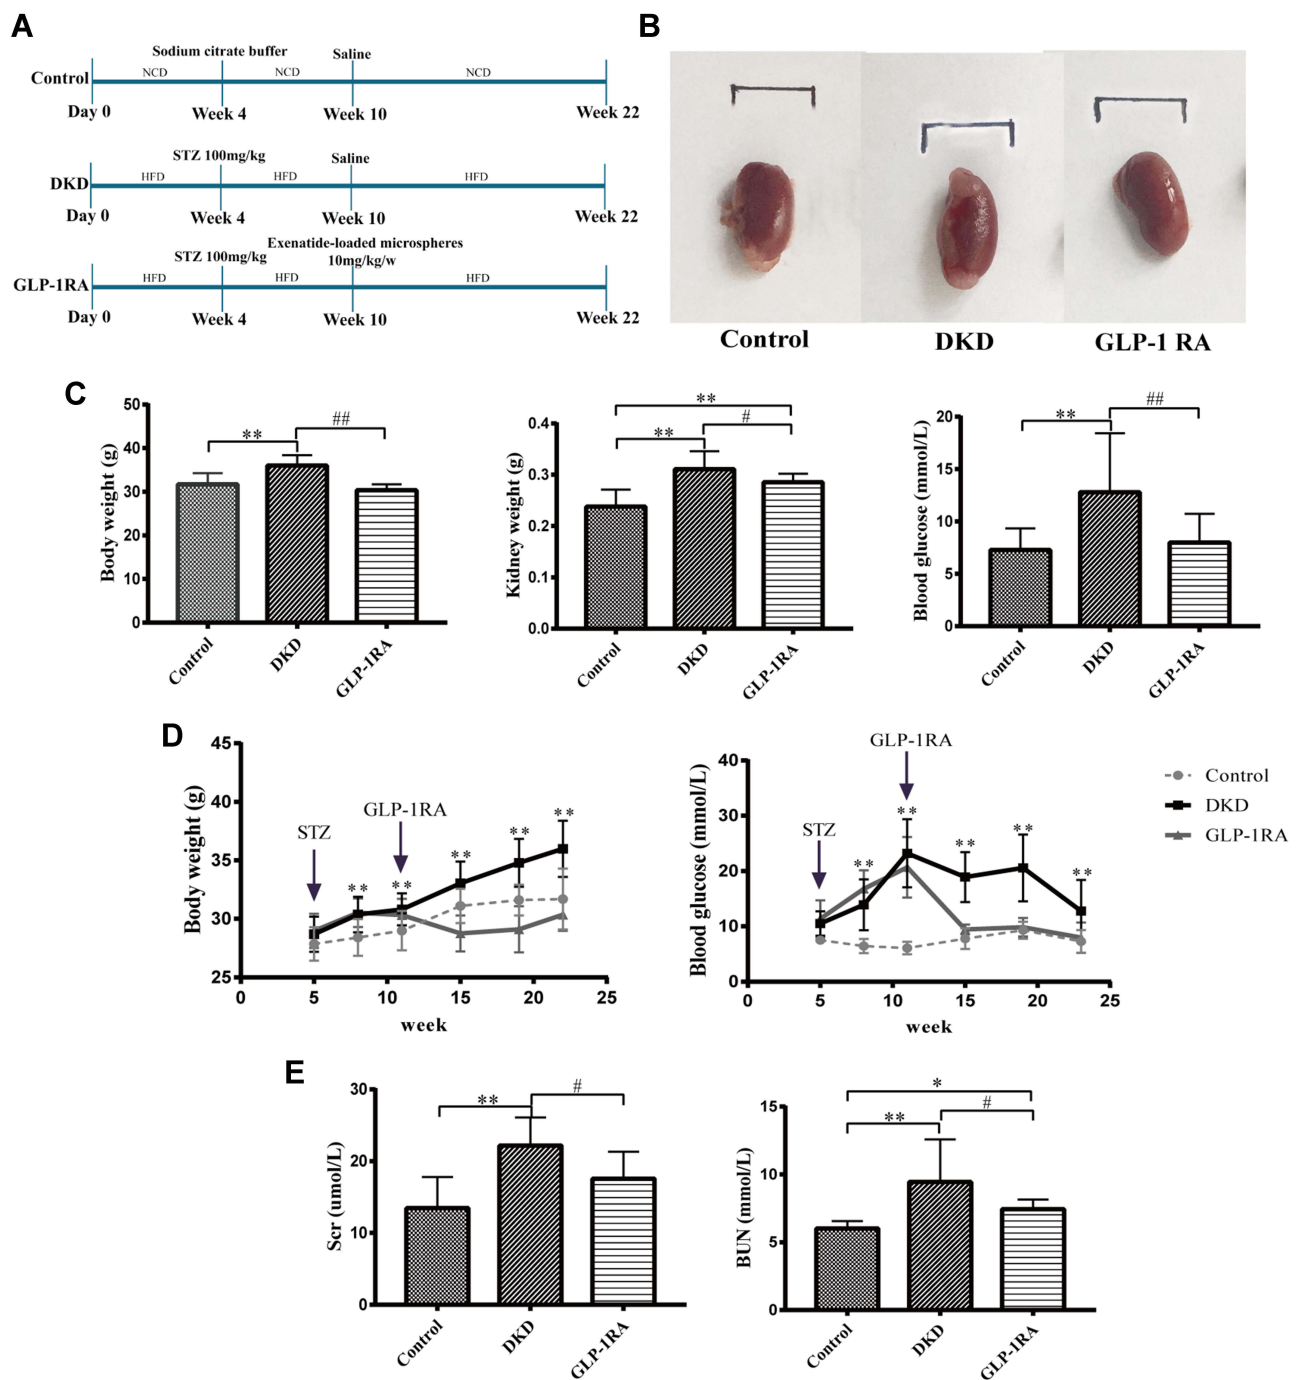 A
Sodium citrate buffer
Saline
Control
NCD
NCD
NCD
Day 0
Week 4
Week 10
Week 22
STZ 100mg/kg
Saline
DKD
HFD
HFD
HFD
Day 0
Week 4
Week 10
Week 22
STZ 100mg/kg
Exenatide-loaded microspheres
10mg/kg/w
GLP-1RA
HFD
HFD
HFD
Day 0
Week 4
Week 10
Week 22
B
Control
DKD
GLP-1 RA
C
Body weight (g)
50
40
30
20
10
0
**
##
Control
DKD
GLP-1RA
Kidney weight (g)
0.4
0.3
0.2
0.1
0.0
**
**
#
Control
DKD
GLP-1RA
Blood glucose (mmol/L)
20
15
10
5
0
**
##
Control
DKD
GLP-1RA
D
Body weight (g)
45
40
35
30
25
STZ
GLP-1RA
**
**
**
**
**
0
5
10
15
20
25
week
Blood glucose (mmol/L)
40
30
20
10
0
STZ
GLP-1RA
**
**
**
**
**
0
5
10
15
20
25
week
Control
DKD
GLP-1RA
E
Scr (umol/L)
30
20
10
0
**
#
Control
DKD
GLP-1RA
BUN (mmol/L)
15
10
5
0
*
**
#
Control
DKD
GLP-1RA